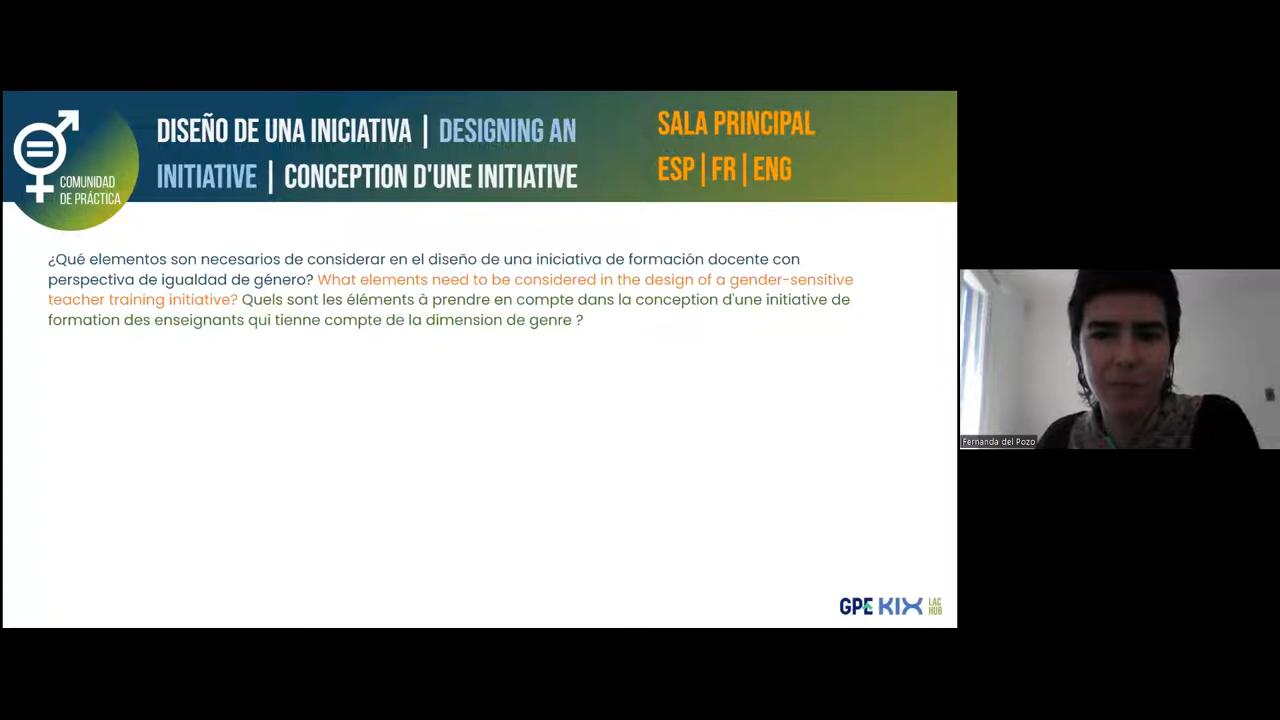 DISEÑO DE UNA INICIATIVA | DESIGNING AN
INITIATIVE | CONCEPTION D'UNE INITIATIVE
SALA PRINCIPAL
ESP | FR | ENG
COMUNIDAD
DE PRÁCTICA
¿Qué elementos son necesarios de considerar en el diseño de una iniciativa de formación docente con
perspectiva de igualdad de género? What elements need to be considered in the design of a gender-sensitive
teacher training initiative? Quels sont les éléments à prendre en compte dans la conception d'une initiative de
formation des enseignants qui tienne compte de la dimension de genre ?
Fernanda del Pozo
GPE KIX
LAC
HUB